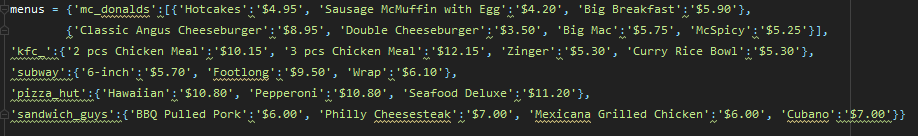 menus = {'mc_donalds':[{'Hotcakes':'$4.95', 'Sausage McMuffin with Egg':'$4.20', 'Big Breakfast':'$5.90'},
{'Classic Angus Cheeseburger':'$8.95', 'Double Cheeseburger':'$3.50', 'Big Mac':'$5.75', 'McSpicy':'$5.25'}],
'kfc_':{'2 pcs Chicken Meal':'$10.15', '3 pcs Chicken Meal':'$12.15', 'Zinger':'$5.30', 'Curry Rice Bowl':'$5.30'},
'subway':{'6-inch':'$5.70', 'Footlong':'$9.50', 'Wrap':'$6.10'},
'pizza_hut':{'Hawaiian':'$10.80', 'Pepperoni':'$10.80', 'Seafood Deluxe':'$11.20'},
'sandwich_guys':{'BBQ Pulled Pork':'$6.00', 'Philly Cheesesteak':'$7.00', 'Mexicana Grilled Chicken':'$6.00', 'Cubano':'$7.00'}}